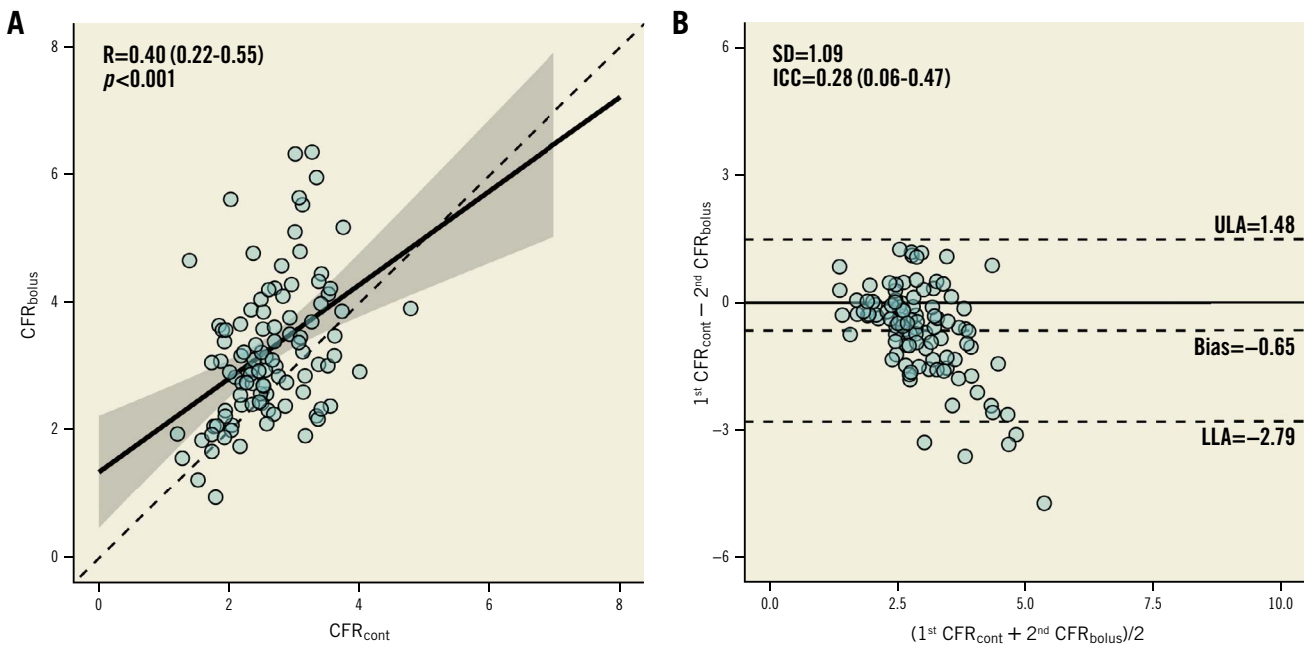 A
R=0.40 (0.22-0.55)
p<0.001
8
6
4
2
0
CFRbolus
0 2 4 6 8
CFRcont
B
SD=1.09
ICC=0.28 (0.06-0.47)
6
3
0
−3
−6
1st CFRcont − 2nd CFRbolus
ULA=1.48
Bias=−0.65
LLA=−2.79
0.0 2.5 5.0 7.5 10.0
(1st CFRcont + 2nd CFRbolus)/2